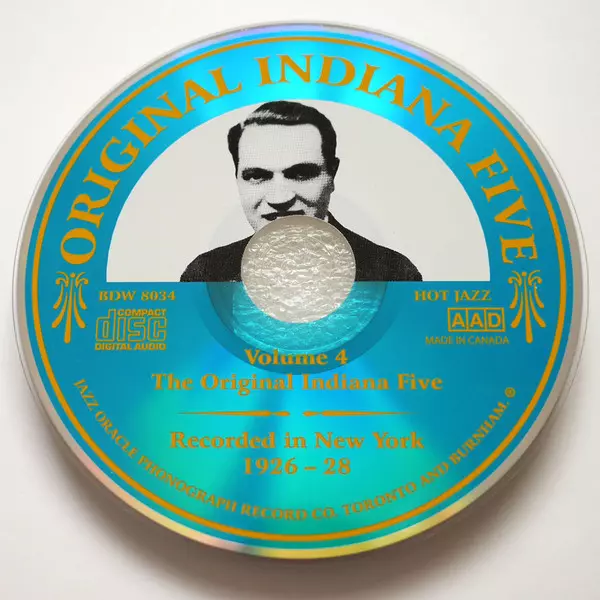 ORIGINAL INDIANA FIVE
BDW 8034
HOT JAZZ
COMPACT
disc
DIGITAL AUDIO
AAD
MADE IN CANADA
Volume 4
The Original Indiana Five
Recorded in New York
1926 – 28
JAZZ ORACLE PHONOGRAPH RECORD CO. TORONTO AND BURNHAM. ®